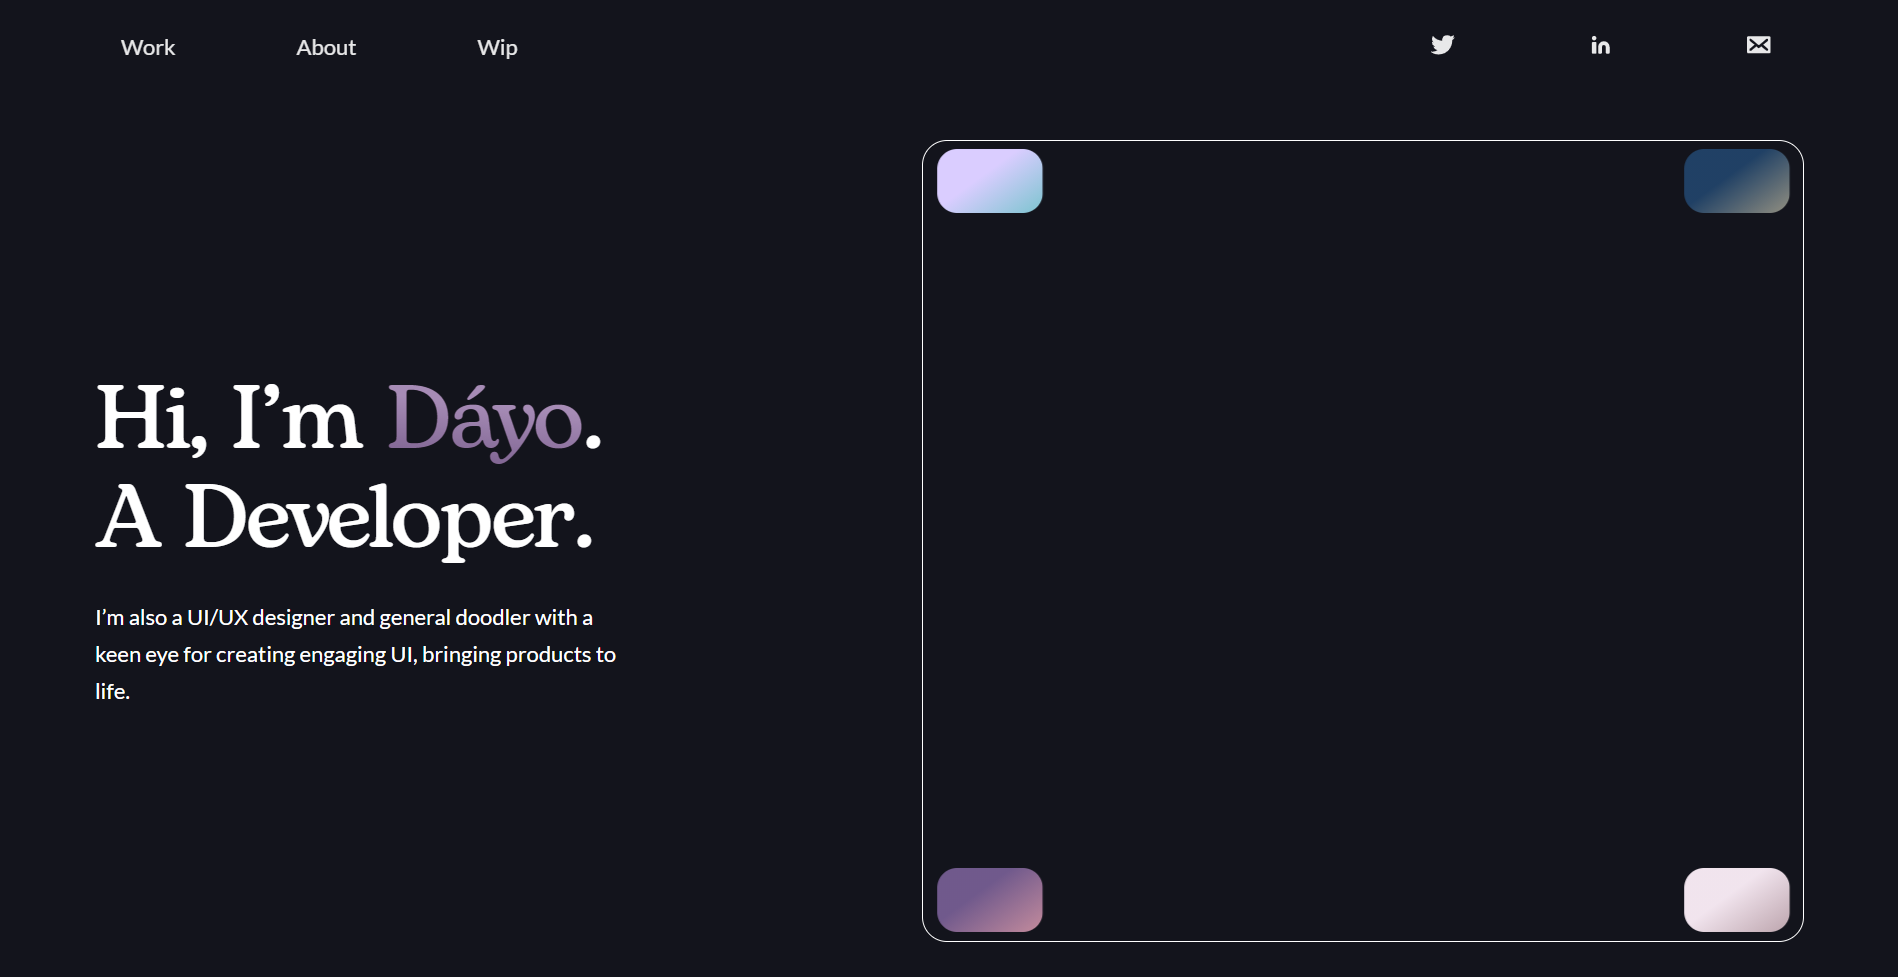 Work About Wip
Hi, I’m Dáyo.
A Developer.
I’m also a UI/UX designer and general doodler with a
keen eye for creating engaging UI, bringing products to
life.